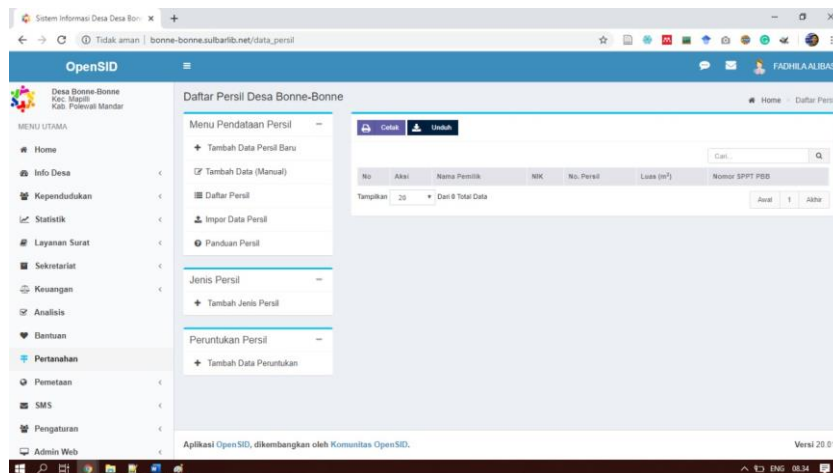 Sistem Informasi Desa Desa Bon
Tidak aman | bonne-bonne.sulbarlib.net/data_persil
OpenSID
FADHILA ALIBAS
Desa Bonne-Bonne
Kec. Mapilli
Kab. Polewali Mandar
MENU UTAMA
Home
Info Desa
Kependudukan
Statistik
Layanan Surat
Sekretariat
Keuangan
Analisis
Bantuan
Pertanahan
Pemetaan
SMS
Pengaturan
Admin Web
Daftar Persil Desa Bonne-Bonne
Home
Daftar Persi
Menu Pendataan Persil
Tambah Data Persil Baru
Tambah Data (Manual)
Daftar Persil
Impor Data Persil
Panduan Persil
Jenis Persil
Tambah Jenis Persil
Peruntukan Persil
Tambah Data Peruntukan
Cetak
Unduh
Cari...
No Aksi Nama Pemilik NIK No. Persil Luas (m²) Nomor SPPT PBB
Tampilkan 20 Dari 0 Total Data
Awal 1 Akhir
Aplikasi OpenSID, dikembangkan oleh Komunitas OpenSID.
Versi 20.0
ENG 08.34